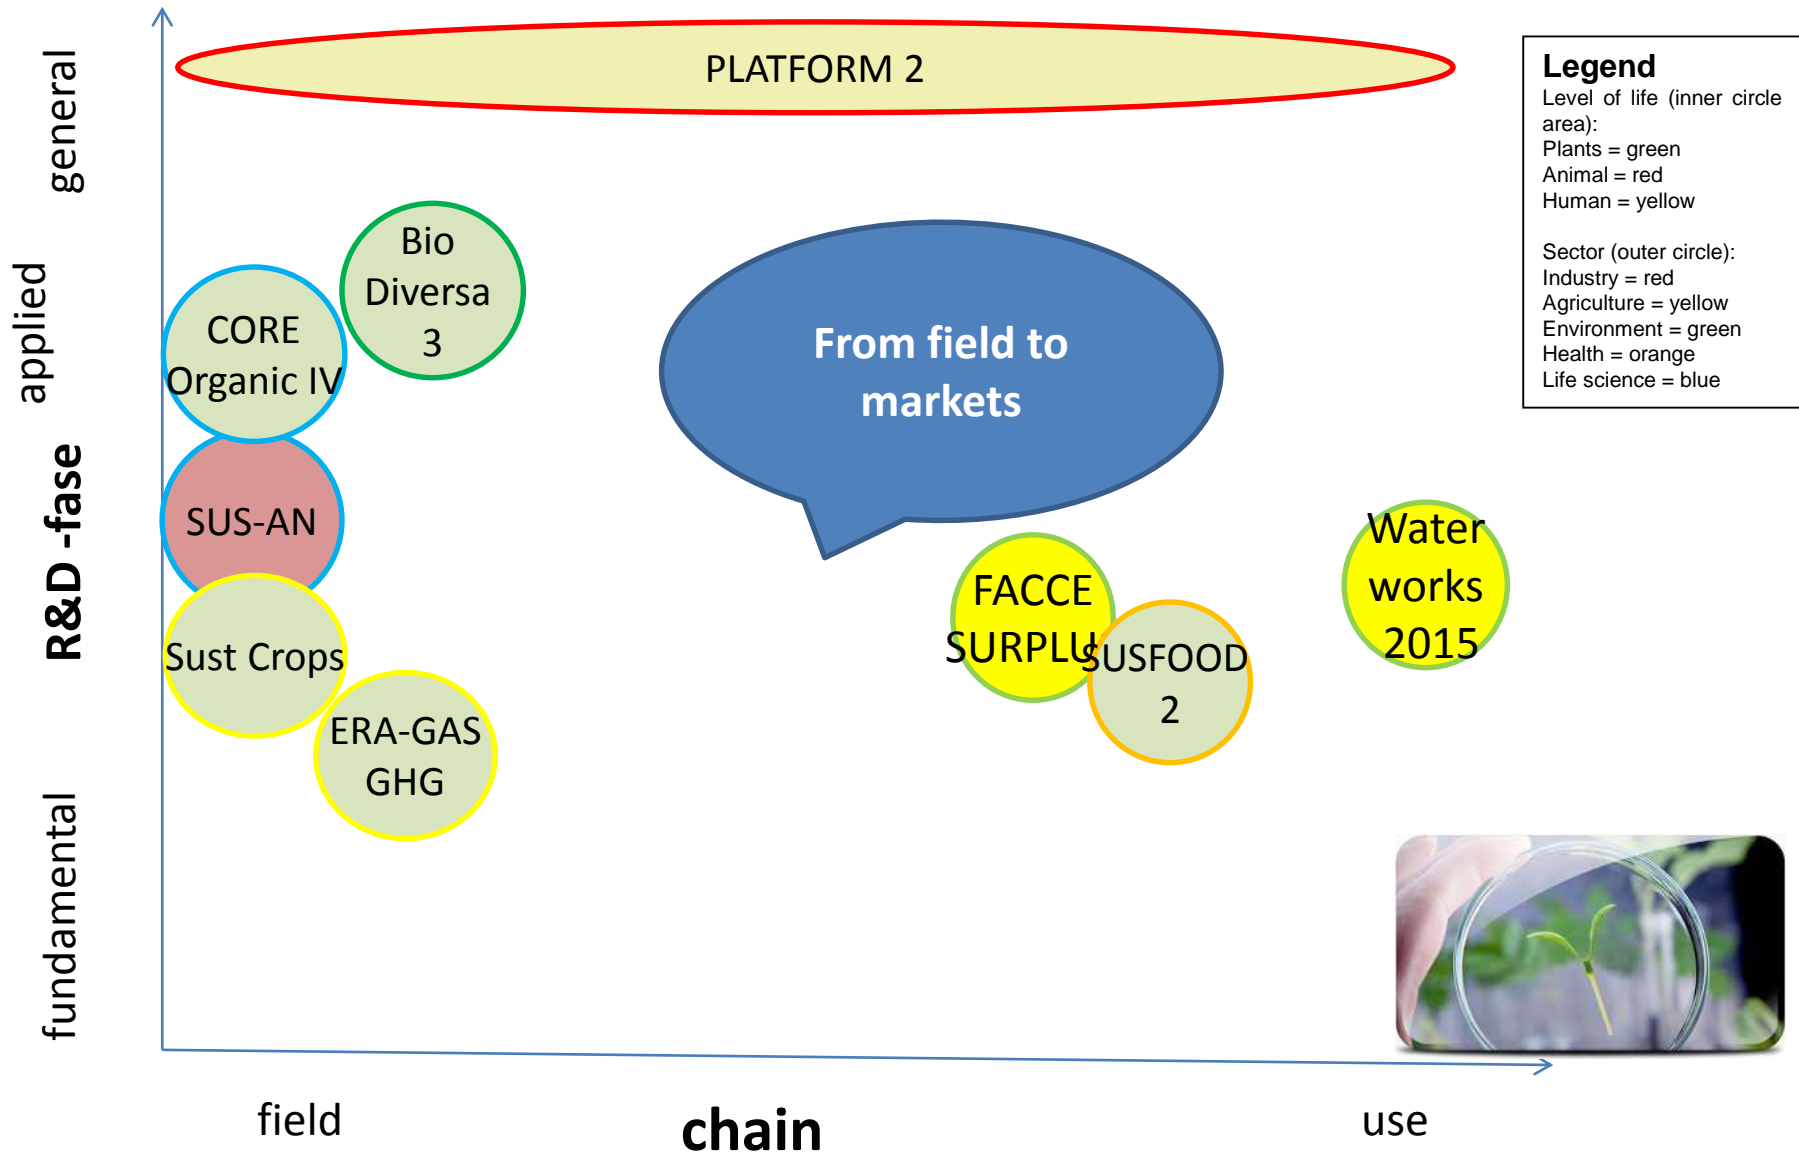 general
applied
R&D -fase
fundamental
PLATFORM 2
Bio
Diversa
3
CORE
Organic IV
SUS-AN
Sust Crops
ERA-GAS
GHG
From field to
markets
FACCE
SURPLU
SUSFOOD
2
Water
works
2015
Legend
Level of life (inner circle
area):
Plants = green
Animal = red
Human = yellow
Sector (outer circle):
Industry = red
Agriculture = yellow
Environment = green
Health = orange
Life science = blue
field
chain
use